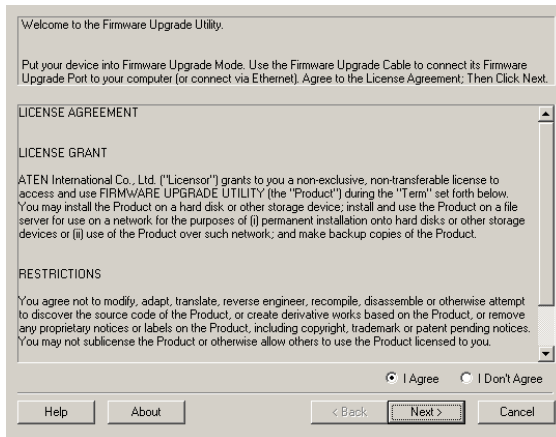 Welcome to the Firmware Upgrade Utility.
Put your device into Firmware Upgrade Mode. Use the Firmware Upgrade Cable to connect its Firmware
Upgrade Port to your computer (or connect via Ethernet). Agree to the License Agreement; Then Click Next.
LICENSE AGREEMENT
LICENSE GRANT
ATEN International Co., Ltd. ("Licensor") grants to you a non-exclusive, non-transferable license to
access and use FIRMWARE UPGRADE UTILITY (the "Product") during the "Term" set forth below.
You may install the Product on a hard disk or other storage device; install and use the Product on a file
server for use on a network for the purposes of (i) permanent installation onto hard disks or other storage
devices or (ii) use of the Product over such network; and make backup copies of the Product.
RESTRICTIONS
You agree not to modify, adapt, translate, reverse engineer, recompile, disassemble or otherwise attempt
to discover the source code of the Product, or create derivative works based on the Product, or remove
any proprietary notices or labels on the Product, including copyright, trademark or patent pending notices.
You may not sublicense the Product or otherwise allow others to use the Product licensed to you.
I Agree I Don't Agree
Help About < Back Next > Cancel